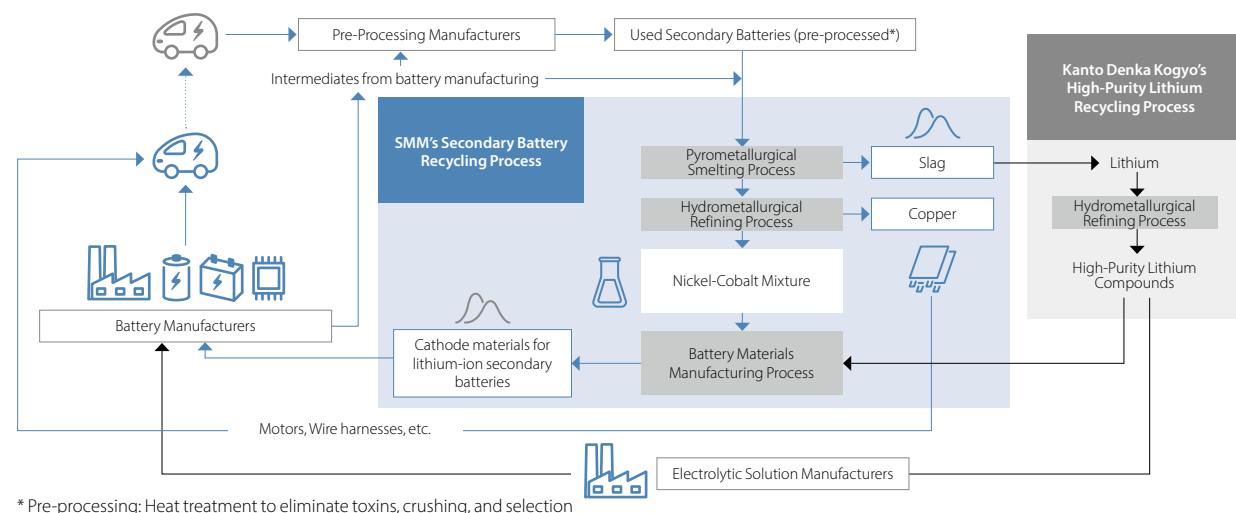 Pre-Processing Manufacturers
Used Secondary Batteries (pre-processed*)
Intermediates from battery manufacturing
Kanto Denka Kogyo's
High-Purity Lithium
Recycling Process
SMM's Secondary Battery
Recycling Process
Pyrometallurgical
Smelting Process
Slag
Lithium
Hydrometallurgical
Refining Process
Copper
Hydrometallurgical
Refining Process
Nickel-Cobalt Mixture
High-Purity Lithium
Compounds
Battery Manufacturers
Cathode materials for
lithium-ion secondary
batteries
Battery Materials
Manufacturing Process
Motors, Wire harnesses, etc.
Electrolytic Solution Manufacturers
* Pre-processing: Heat treatment to eliminate toxins, crushing, and selection